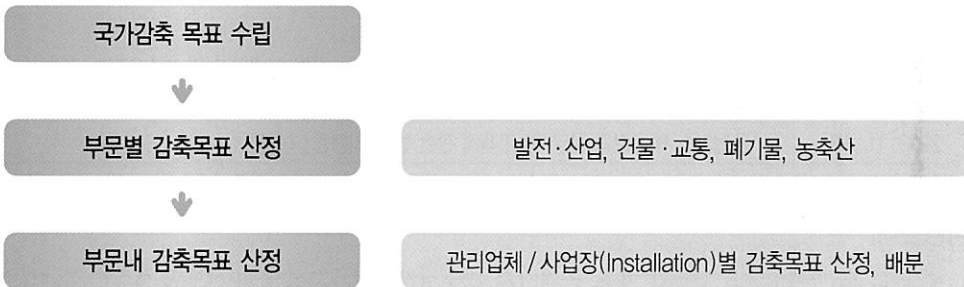 국가감축 목표 수립
부문별 감축목표 산정
발전·산업, 건물·교통, 폐기물, 농축산
부문내 감축목표 산정
관리업체 / 사업장(Installation)별 감축목표 산정, 배분